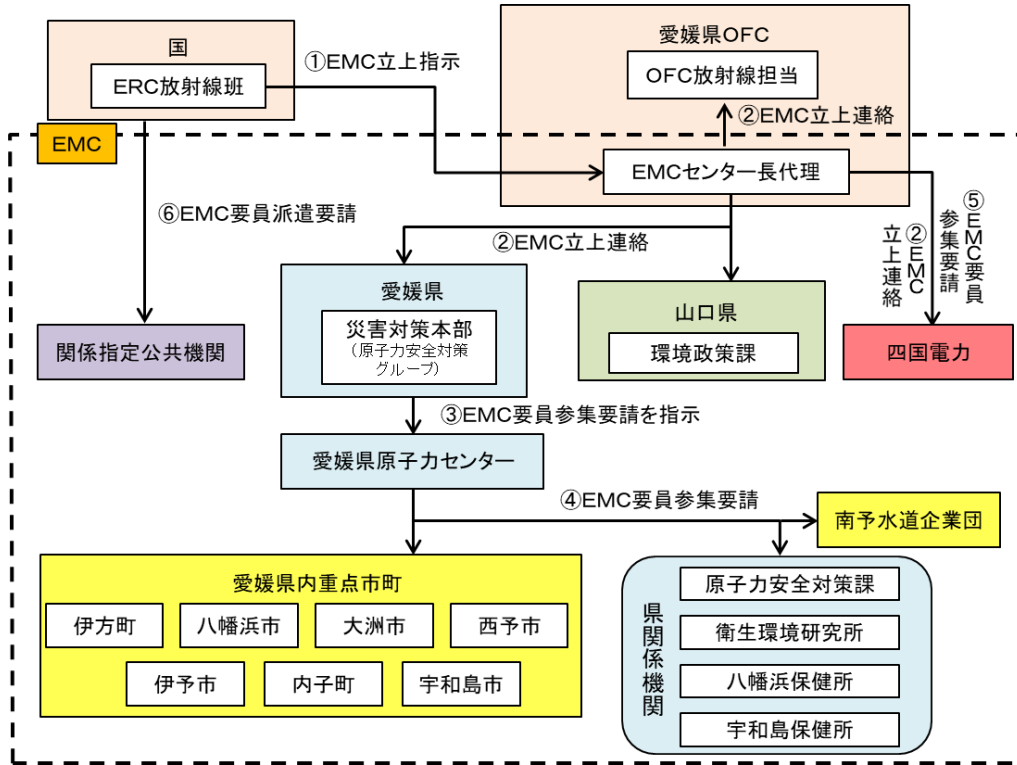 国
ERC放射線班
①EMC立上指示
愛媛県OFC
OFC放射線担当
②EMC立上連絡
EMC
EMCセンター長代理
⑥EMC要員派遣要請
②EMC立上連絡
②EMC
立上連絡
⑤EMC要員
参集要請
愛媛県
災害対策本部
（原子力安全対策
グループ）
山口県
環境政策課
関係指定公共機関
四国電力
③EMC要員参集要請を指示
愛媛県原子力センター
④EMC要員参集要請
南予水道企業団
愛媛県内重点市町
伊方町
八幡浜市
大洲市
西予市
伊予市
内子町
宇和島市
県関係機関
原子力安全対策課
衛生環境研究所
八幡浜保健所
宇和島保健所